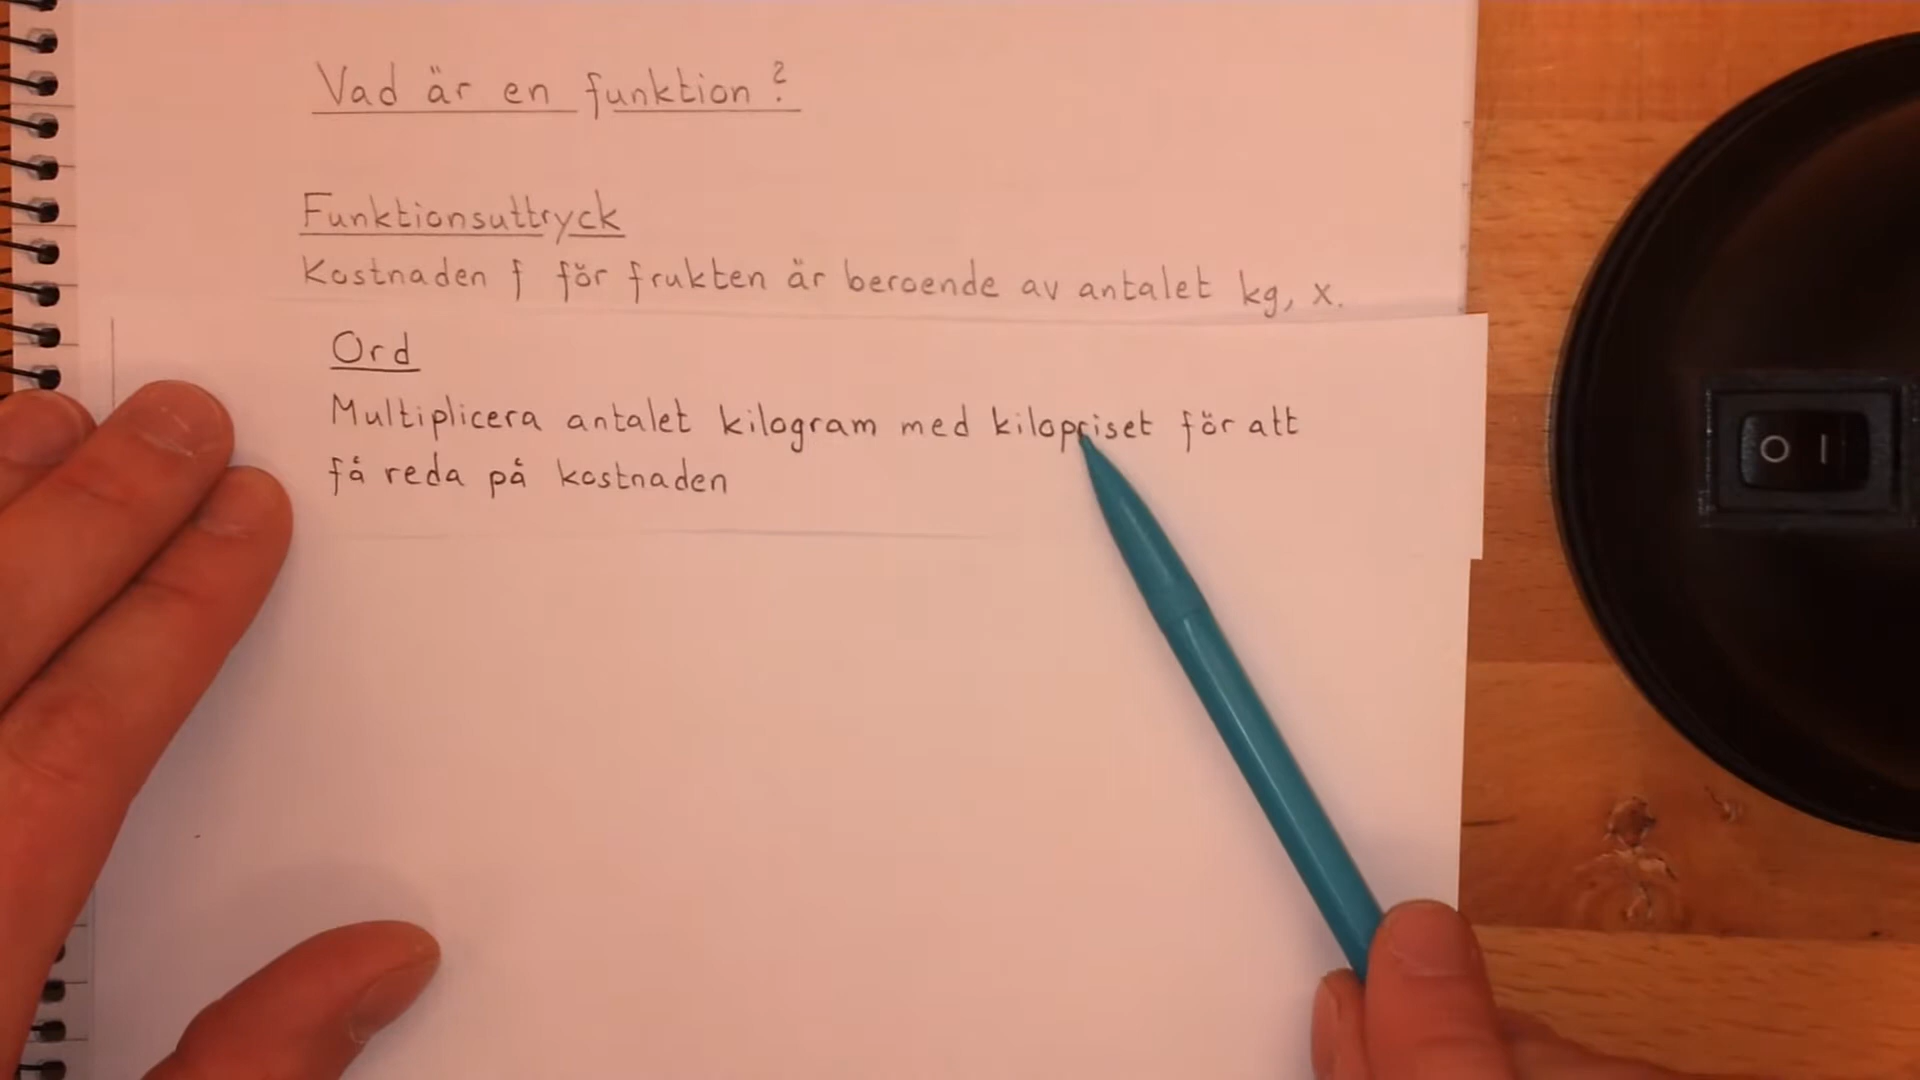 Vad är en funktion?
Funktionsuttryck
Kostnaden f för frukten är beroende av antalet kg, x.
Ord
Multiplicera antalet kilogram med kilopriset för att
få reda på kostnaden